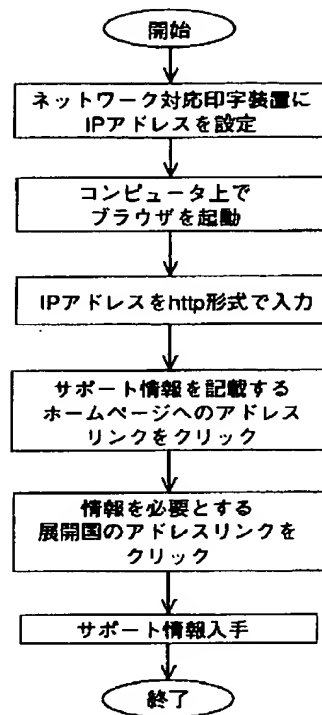 開始
ネットワーク対応印字装置に
IPアドレスを設定
コンピュータ上で
ブラウザを起動
IPアドレスをhttp形式で入力
サポート情報を記載する
ホームページへのアドレス
リンクをクリック
情報を必要とする
展開国のアドレスリンクを
クリック
サポート情報入手
終了